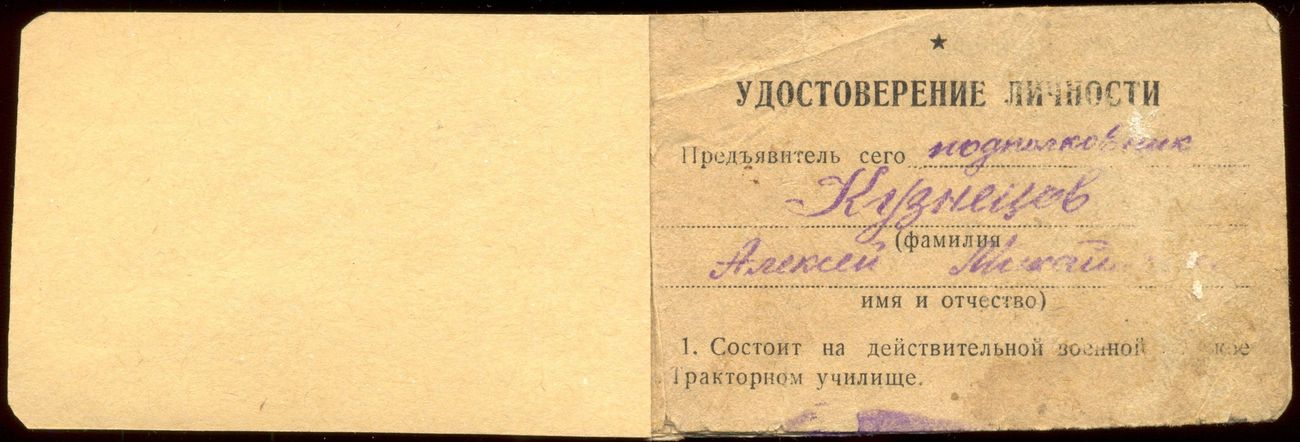 УДОСТОВЕРЕНИЕ ЛИЧНОСТИ
Предъявитель сего подполковник
Кузнецов
(фамилия
Алексей
имя и отчество)
1. Состоит на действительной военной
Тракторном училище.